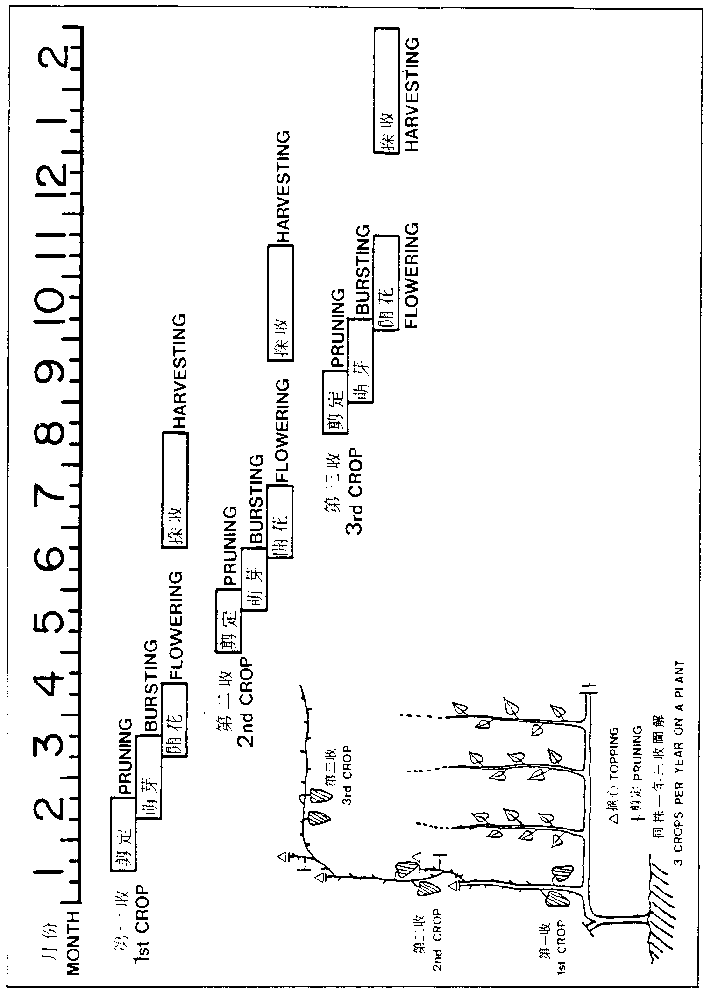 月份
MONTH
1 2 3 4 5 6 7 8 9 10 11 12 1 2
第一收
1st CROP
剪定 PRUNING
萌芽 BURSTING
開花 FLOWERING
採收 HARVESTING
第二收
2nd CROP
剪定 PRUNING
萌芽 BURSTING
開花 FLOWERING
採收 HARVESTING
第三收
3rd CROP
剪定 PRUNING
萌芽 BURSTING
開花
FLOWERING
採收
HARVESTING
第三收
3rd CROP
第二收
2nd CROP
第一收
1st CROP
△摘心 TOPPING
剪定 PRUNING
同株一年三收圖解
3 CROPS PER YEAR ON A PLANT